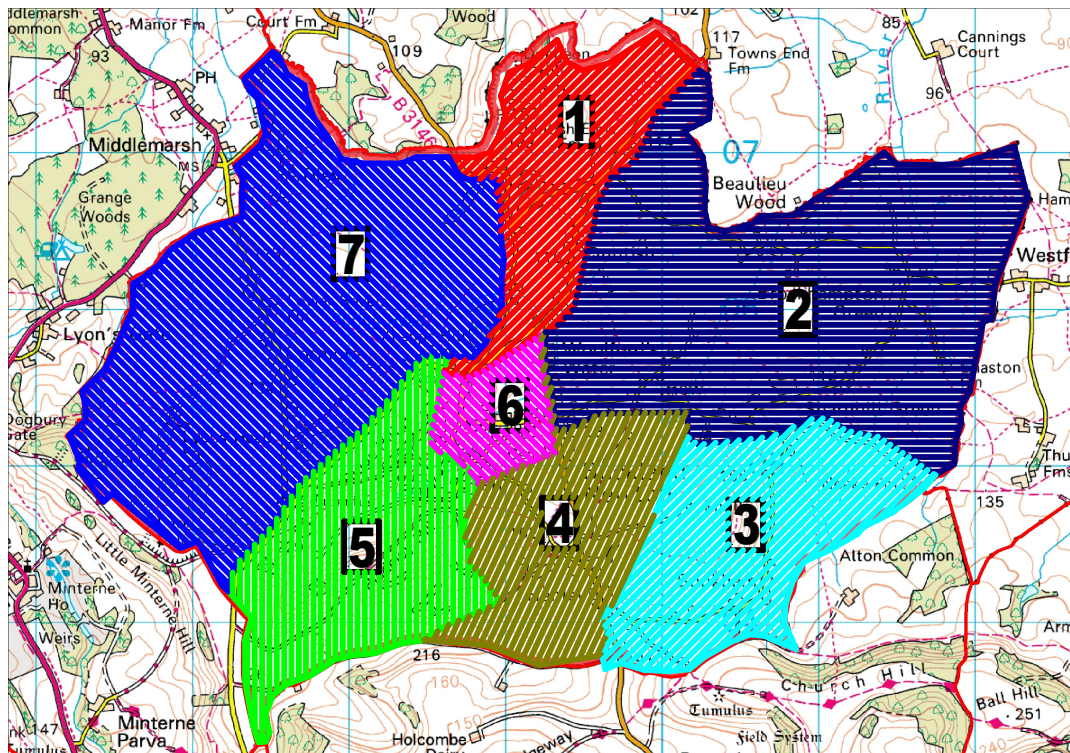 Wood
102
Manor Fm
Court Fm
85
109
93
117
Towns End
Fm
Cannings
Court
PH
96
River
B3146
1
Middlemarsh
MS
07
Beaulieu
Wood
Grange
Woods
7
2
Lyon's
6
Dogbury
Gate
135
4
3
5
Alton Common
Little Minterne Hill
Minterne
Ho
Weirs
216
160
Church Hill
Ball Hill
251
Tumulus
150
147
Minterne
Parva
Holcombe
Dairy
Field System